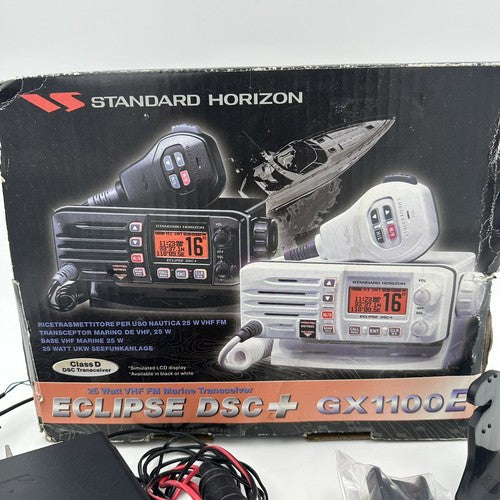 STANDARD HORIZON
STANDARD HORIZON
16
ECLIPSE DSC+
STANDARD HORIZON
16
ECLIPSE DSC+
RICETRASMETTITORE PER USO NAUTICA 25 W VHF FM
TRANSCEPTOR MARINO DE VHF, 25 W
BASE VHF MARINE 25 W
25 WATT UKW SEEFUNKANLAGE
Class D
DSC Transceiver
*Simulated LCD display
*Available in black or white
25 Watt VHF FM Marine Transceiver
ECLIPSE DSC+ GX1100E